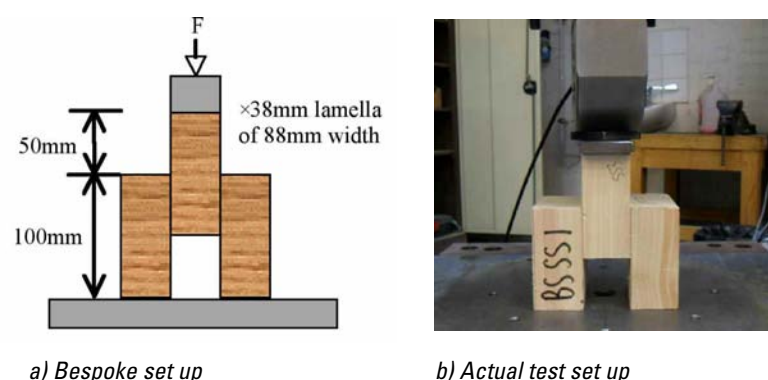 F
×38mm lamella
of 88mm width
50mm
100mm
BSSS1
a) Bespoke set up
b) Actual test set up